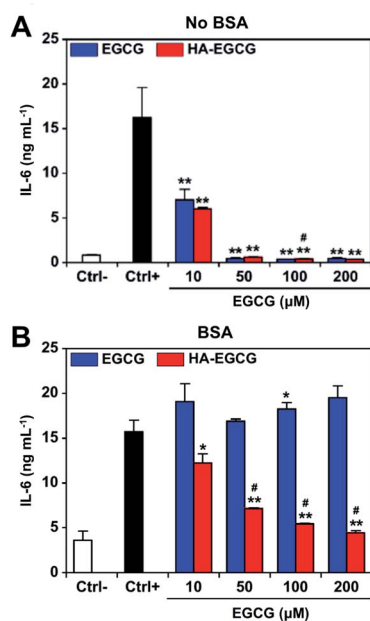 A
No BSA
EGCG HA-EGCG
IL-6 (ng mL-1)
25
20
15
10
5
0
** ** ** ** ** # ** ** **
Ctrl- Ctrl+ 10 50 100 200
EGCG (µM)
B
BSA
EGCG HA-EGCG
IL-6 (ng mL-1)
25
20
15
10
5
0
* # ** * # ** # **
Ctrl- Ctrl+ 10 50 100 200
EGCG (µM)